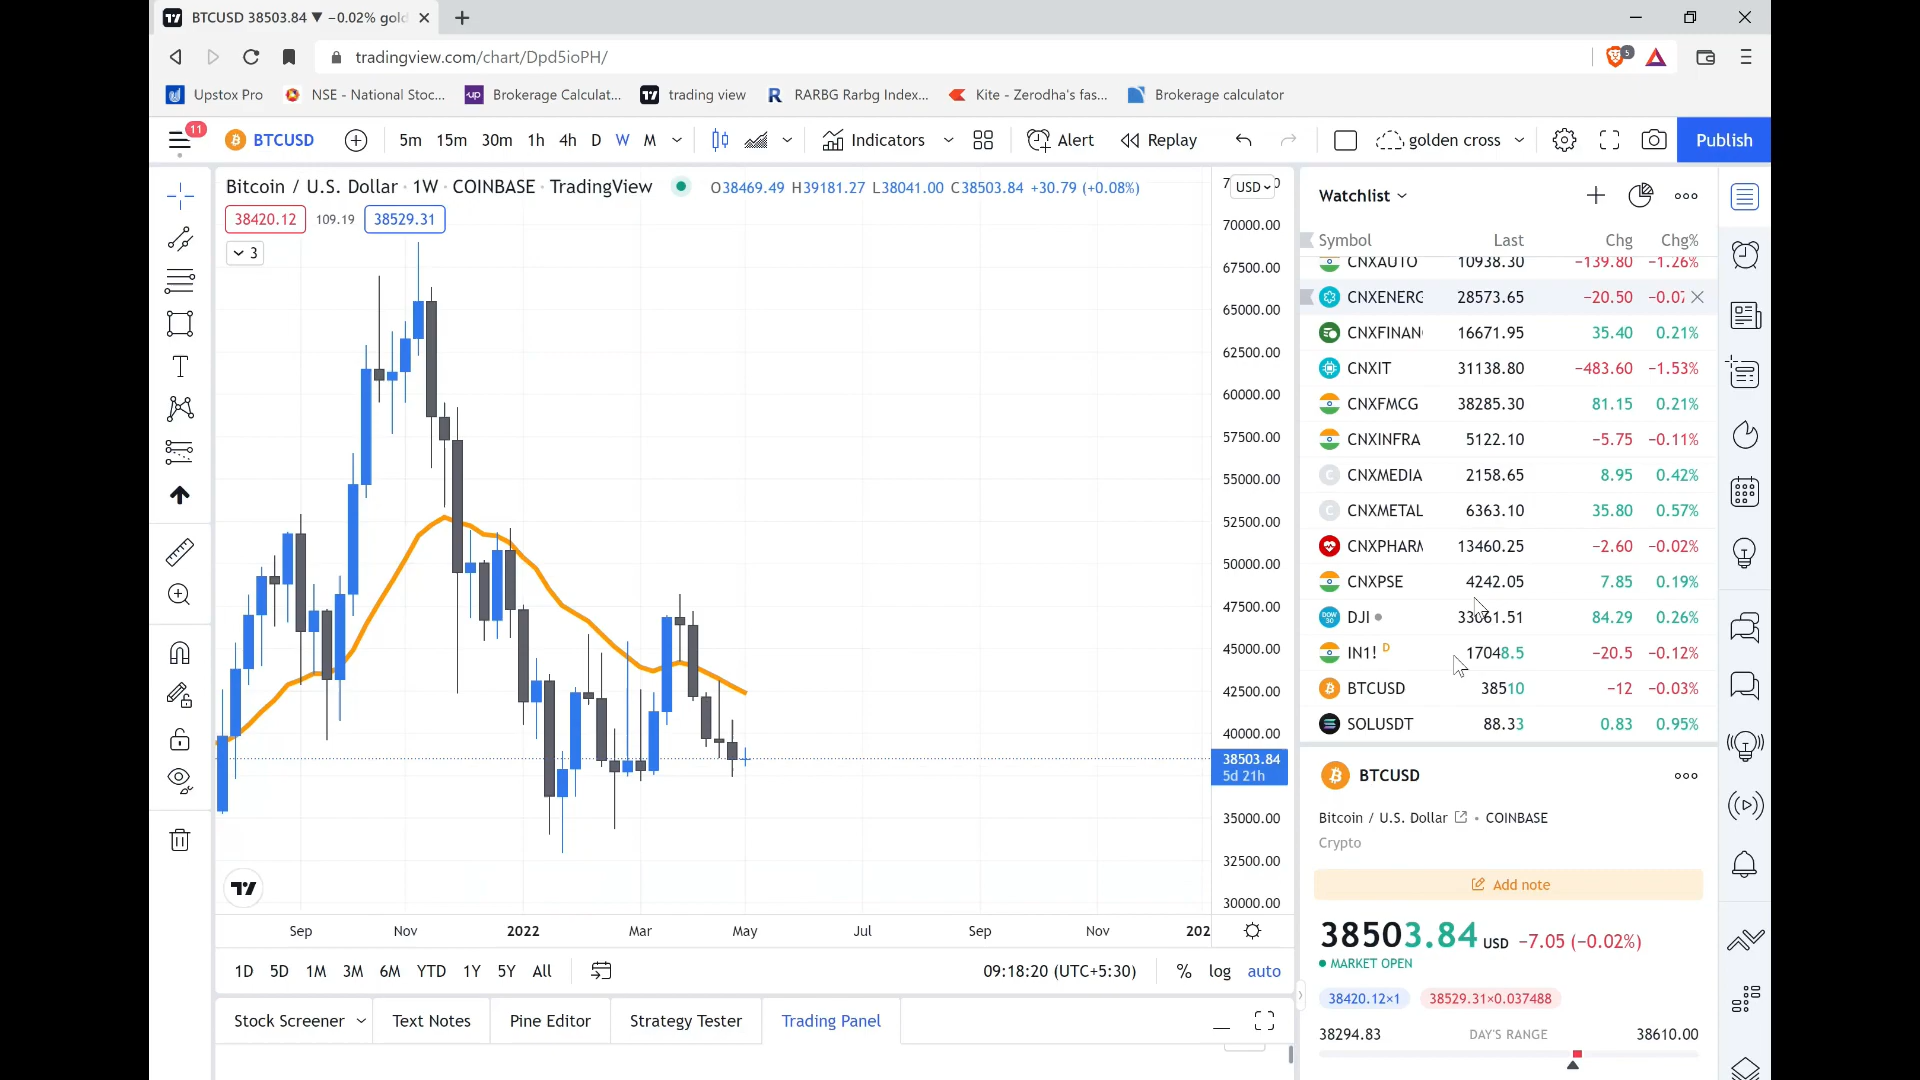 BTCUSD 38503.84 ▼ −0.02% gold
tradingview.com/chart/Dpd5ioPH/
5
Upstox Pro NSE - National Stoc... Brokerage Calculat... trading view RARBG Rarbg Index... Kite - Zerodha's fas... Brokerage calculator
11
BTCUSD 5m 15m 30m 1h 4h D W M Indicators Alert Replay golden cross Publish
Bitcoin / U.S. Dollar · 1W · COINBASE · TradingView O38469.49 H39181.27 L38041.00 C38503.84 +30.79 (+0.08%)
38420.12 109.19 38529.31
3
USD
70000.00
67500.00
65000.00
62500.00
60000.00
57500.00
55000.00
52500.00
50000.00
47500.00
45000.00
42500.00
40000.00
38503.84
5d 21h
35000.00
32500.00
30000.00
Sep Nov 2022 Mar May Jul Sep Nov 202
1D 5D 1M 3M 6M YTD 1Y 5Y All 09:18:20 (UTC+5:30) % log auto
Stock Screener Text Notes Pine Editor Strategy Tester Trading Panel
Watchlist
Symbol Last Chg Chg%
CNXAUTO 10938.30 −139.80 −1.26%
CNXENERG 28573.65 −20.50 −0.07
CNXFINAN 16671.95 35.40 0.21%
CNXIT 31138.80 −483.60 −1.53%
CNXFMCG 38285.30 81.15 0.21%
CNXINFRA 5122.10 −5.75 −0.11%
CNXMEDIA 2158.65 8.95 0.42%
CNXMETAL 6363.10 35.80 0.57%
CNXPHARM 13460.25 −2.60 −0.02%
CNXPSE 4242.05 7.85 0.19%
DJI 33061.51 84.29 0.26%
IN1! D 17048.5 −20.5 −0.12%
BTCUSD 38510 −12 −0.03%
SOLUSDT 88.33 0.83 0.95%
BTCUSD
Bitcoin / U.S. Dollar • COINBASE
Crypto
Add note
38503.84 USD −7.05 (−0.02%)
MARKET OPEN
38420.12×1 38529.31×0.037488
38294.83 DAY'S RANGE 38610.00